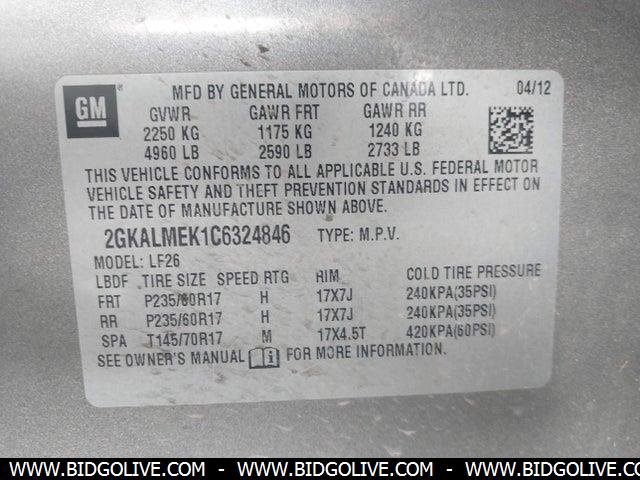 GM
MFD BY GENERAL MOTORS OF CANADA LTD. 04/12
GVWR GAWR FRT GAWR RR
2250 KG 1175 KG 1240 KG
4960 LB 2590 LB 2733 LB
THIS VEHICLE CONFORMS TO ALL APPLICABLE U.S. FEDERAL MOTOR
VEHICLE SAFETY AND THEFT PREVENTION STANDARDS IN EFFECT ON
THE DATE OF MANUFACTURE SHOWN ABOVE.
2GKALMEK1C6324846 TYPE: M.P.V.
MODEL: LF26
LBDF TIRE SIZE SPEED RTG RIM COLD TIRE PRESSURE
FRT P235/60R17 H 17X7J 240KPA(35PSI)
RR P235/60R17 H 17X7J 240KPA(35PSI)
SPA T145/70R17 M 17X4.5T 420KPA(60PSI)
SEE OWNER'S MANUAL i FOR MORE INFORMATION.
WWW.BIDGOLIVE.COM - WWW.BIDGOLIVE.COM - WWW.BIDGOLIVE.COM